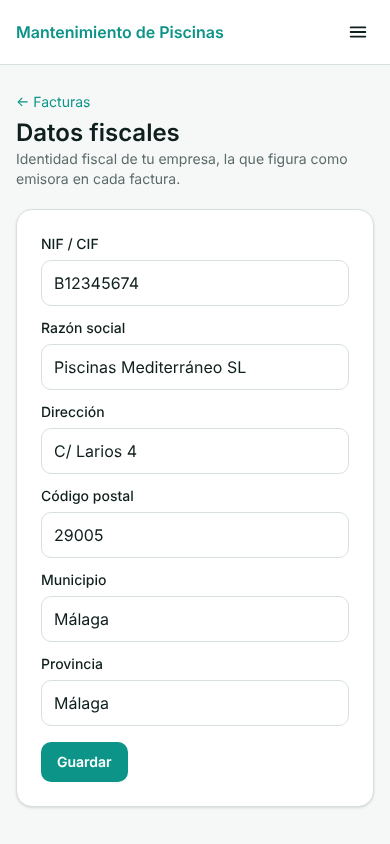 Mantenimiento de Piscinas
← Facturas
Datos fiscales
Identidad fiscal de tu empresa, la que figura como
emisora en cada factura.
NIF / CIF
B12345674
Razón social
Piscinas Mediterráneo SL
Dirección
C/ Larios 4
Código postal
29005
Municipio
Málaga
Provincia
Málaga
Guardar